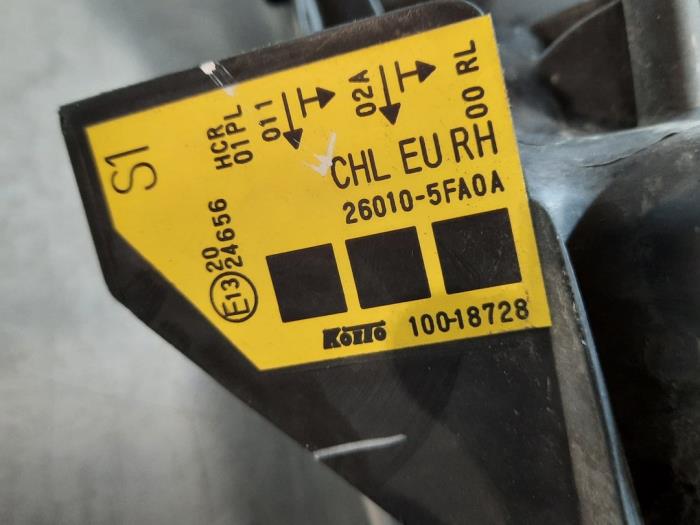 S1
HCR
01PL
011
02A
00 RL
CHL EU RH
26010-5FA0A
E13
20
24656
KOITO 100-18728